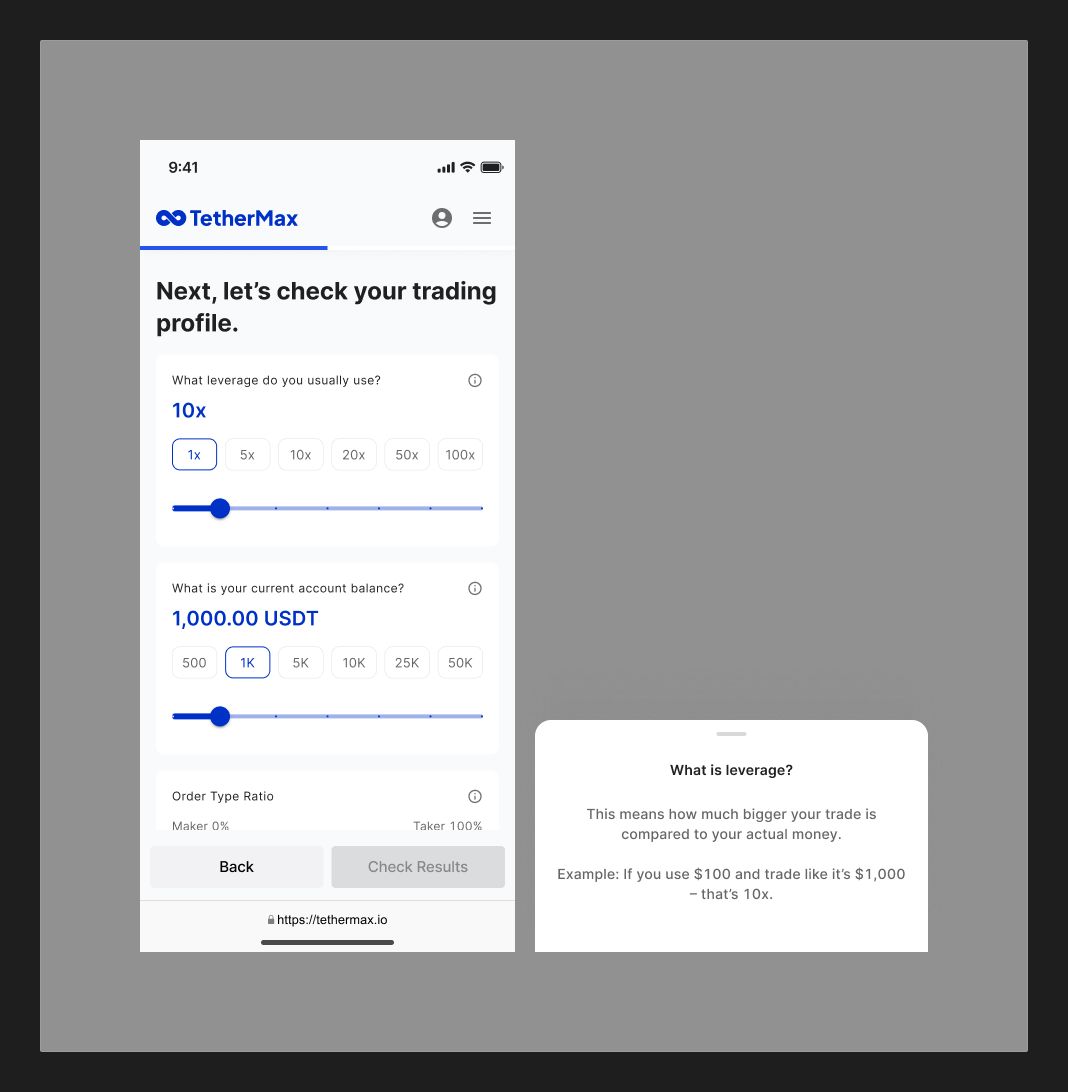 9:41
TetherMax
Next, let’s check your trading
profile.
What leverage do you usually use?
10x
1x 5x 10x 20x 50x 100x
What is your current account balance?
1,000.00 USDT
500 1K 5K 10K 25K 50K
Order Type Ratio
Maker 0% Taker 100%
Back Check Results
https://tethermax.io
What is leverage?
This means how much bigger your trade is
compared to your actual money.
Example: If you use $100 and trade like it’s $1,000
– that’s 10x.